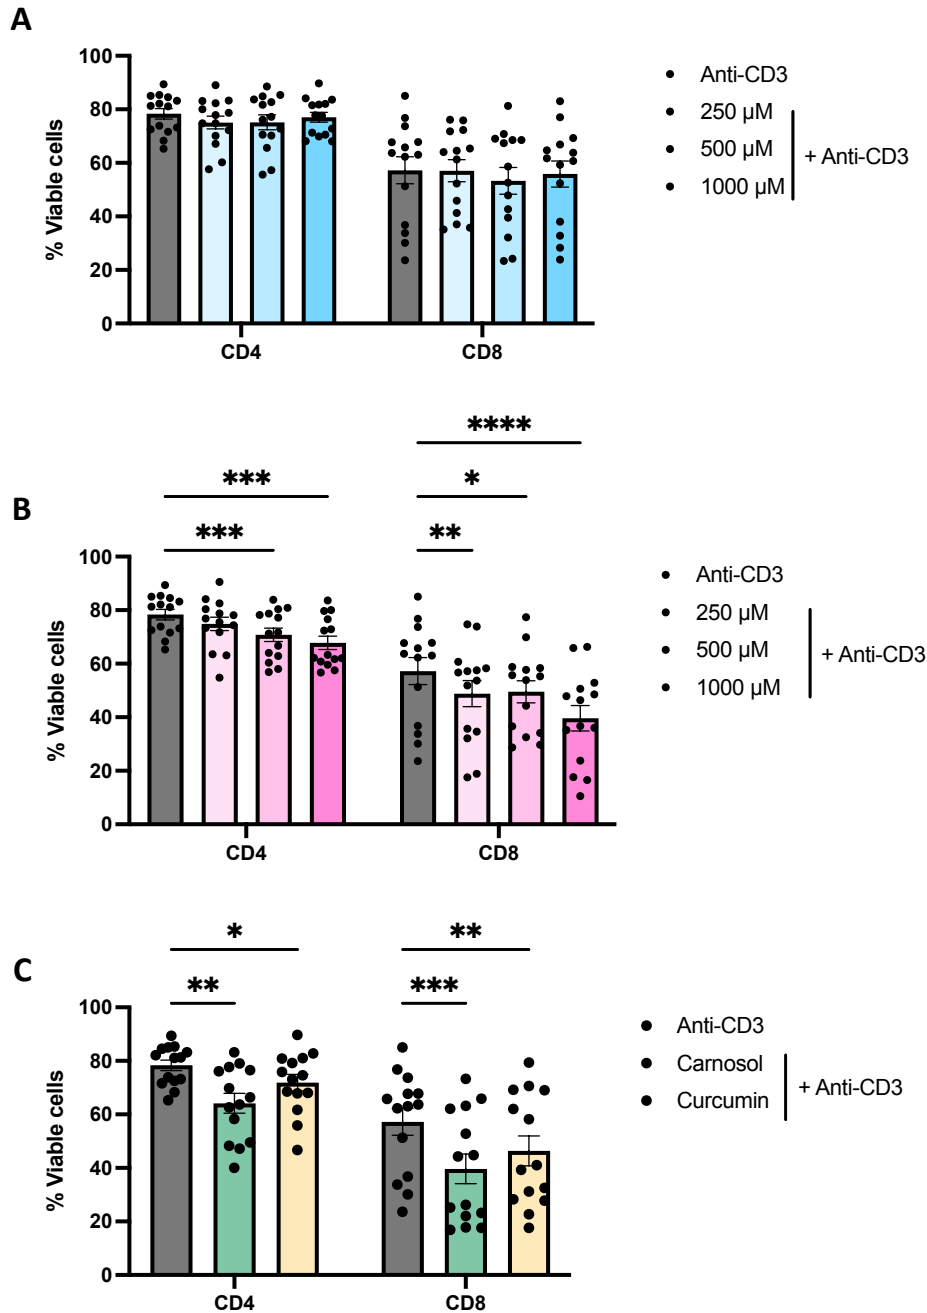 A
100
80
60
40
20
0
% Viable cells
CD4
CD8
Anti-CD3
250 µM
500 µM
1000 µM
+ Anti-CD3
B
****
***
*
***
**
100
80
60
40
20
0
% Viable cells
CD4
CD8
Anti-CD3
250 µM
500 µM
1000 µM
+ Anti-CD3
C
*
**
**
***
100
80
60
40
20
0
% Viable cells
CD4
CD8
Anti-CD3
Carnosol
Curcumin
+ Anti-CD3